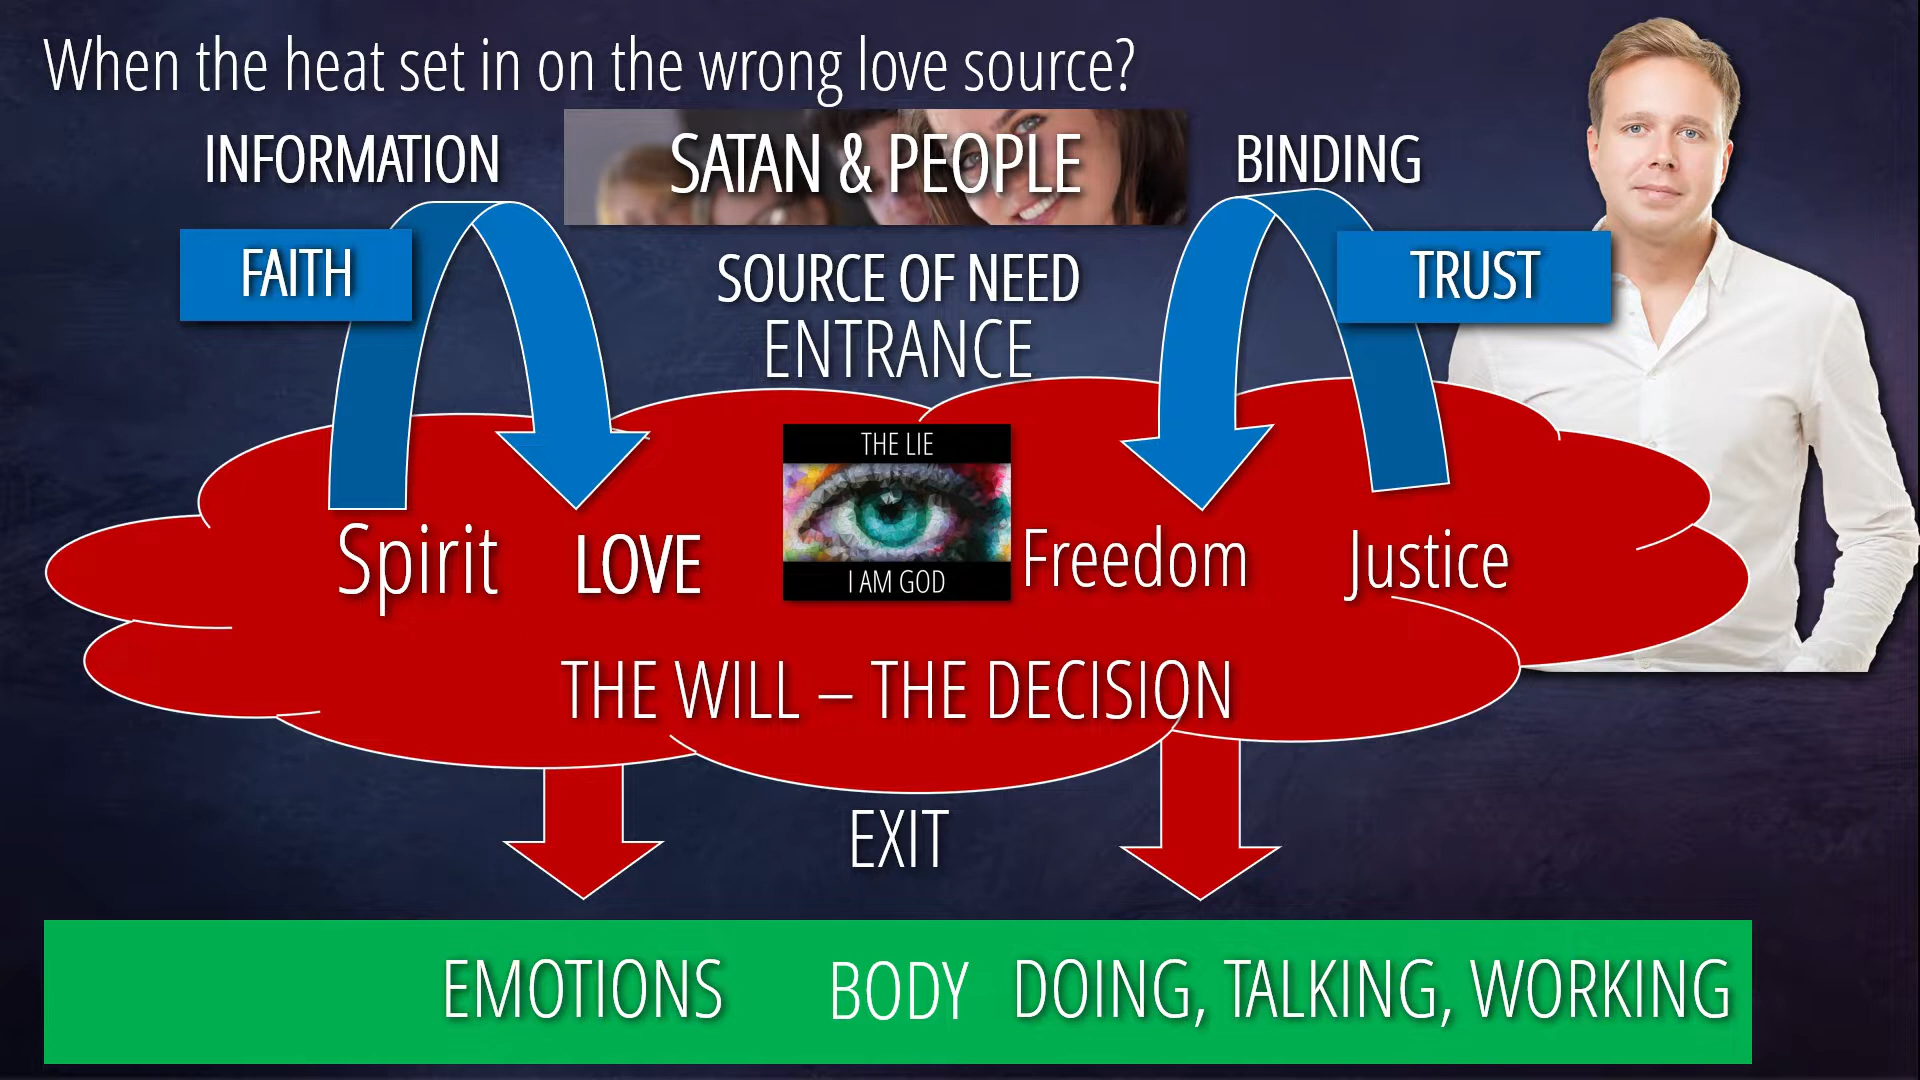 When the heat set in on the wrong love source?
INFORMATION
SATAN & PEOPLE
BINDING
FAITH
SOURCE OF NEED
TRUST
ENTRANCE
THE LIE
I AM GOD
Spirit
LOVE
Freedom
Justice
THE WILL – THE DECISION
EXIT
EMOTIONS
BODY
DOING, TALKING, WORKING